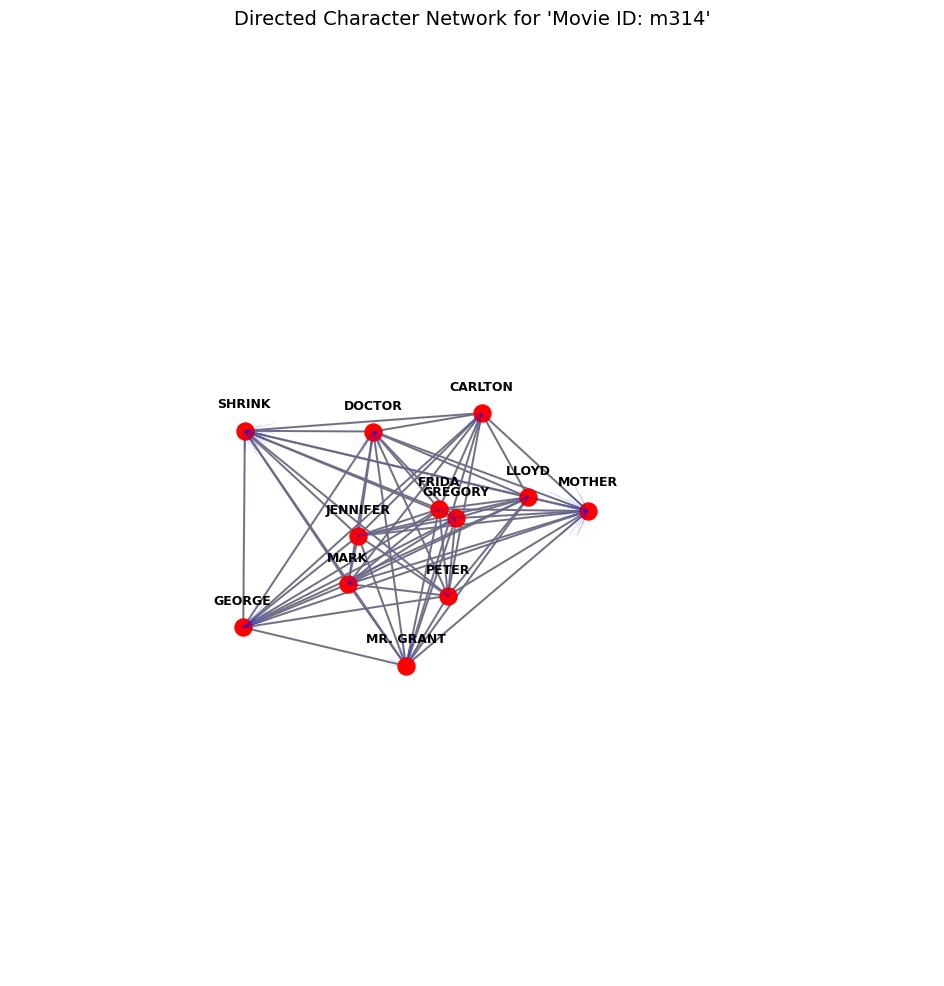 Directed Character Network for 'Movie ID: m314'
CARLTON
SHRINK
DOCTOR
LLOYD
FRIDA
MOTHER
GREGORY
JENNIFER
MARK
PETER
GEORGE
MR. GRANT